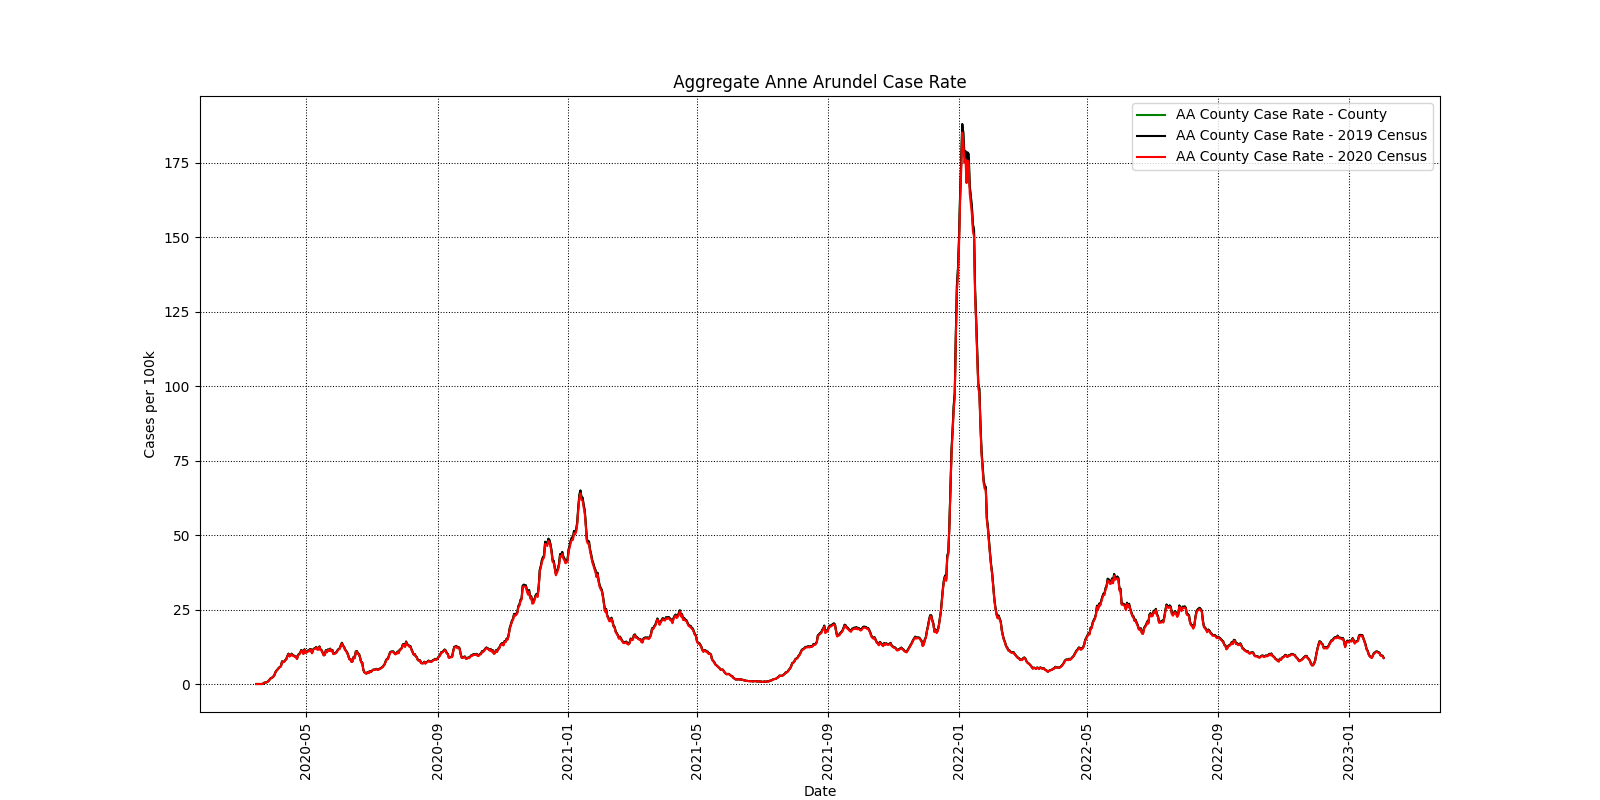 Aggregate Anne Arundel Case Rate
AA County Case Rate - County
AA County Case Rate - 2019 Census
AA County Case Rate - 2020 Census
Cases per 100k
175
150
125
100
75
50
25
0
2020-05
2020-09
2021-01
2021-05
2021-09
2022-01
2022-05
2022-09
2023-01
Date